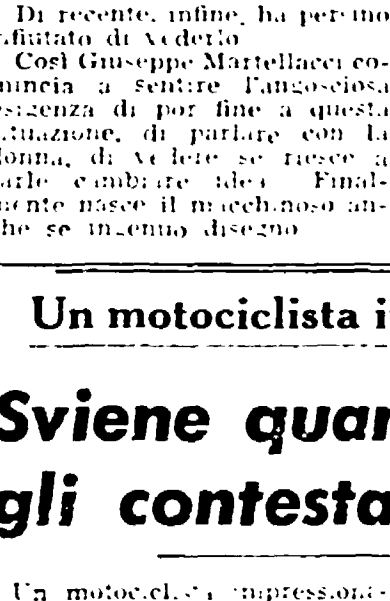 Di recente, infine, ha persino
rifiutato di vederlo
Così Giuseppe Martellacci co-
mincia a sentire l'angosciosa
esigenza di por fine a questa
situazione, di parlare con la
donna, di vedere se riesce a
farle cambiare idea Final-
mente nasce il macchinoso an-
che se ingenuo disegno
Un motociclista i
Sviene quan
gli contesta
Un motociclista impressiona-